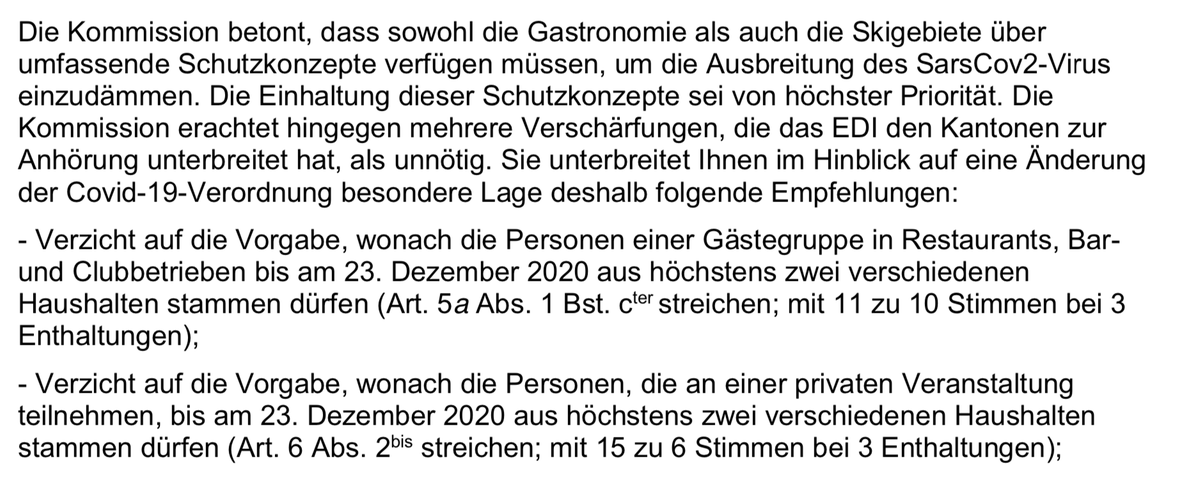 Die Kommission betont, dass sowohl die Gastronomie als auch die Skigebiete über
umfassende Schutzkonzepte verfügen müssen, um die Ausbreitung des SarsCov2-Virus
einzudämmen. Die Einhaltung dieser Schutzkonzepte sei von höchster Priorität. Die
Kommission erachtet hingegen mehrere Verschärfungen, die das EDI den Kantonen zur
Anhörung unterbreitet hat, als unnötig. Sie unterbreitet Ihnen im Hinblick auf eine Änderung
der Covid-19-Verordnung besondere Lage deshalb folgende Empfehlungen:
- Verzicht auf die Vorgabe, wonach die Personen einer Gästegruppe in Restaurants, Bar-
und Clubbetrieben bis am 23. Dezember 2020 aus höchstens zwei verschiedenen
Haushalten stammen dürfen (Art. 5a Abs. 1 Bst. cter streichen; mit 11 zu 10 Stimmen bei 3
Enthaltungen);
- Verzicht auf die Vorgabe, wonach die Personen, die an einer privaten Veranstaltung
teilnehmen, bis am 23. Dezember 2020 aus höchstens zwei verschiedenen Haushalten
stammen dürfen (Art. 6 Abs. 2bis streichen; mit 15 zu 6 Stimmen bei 3 Enthaltungen);